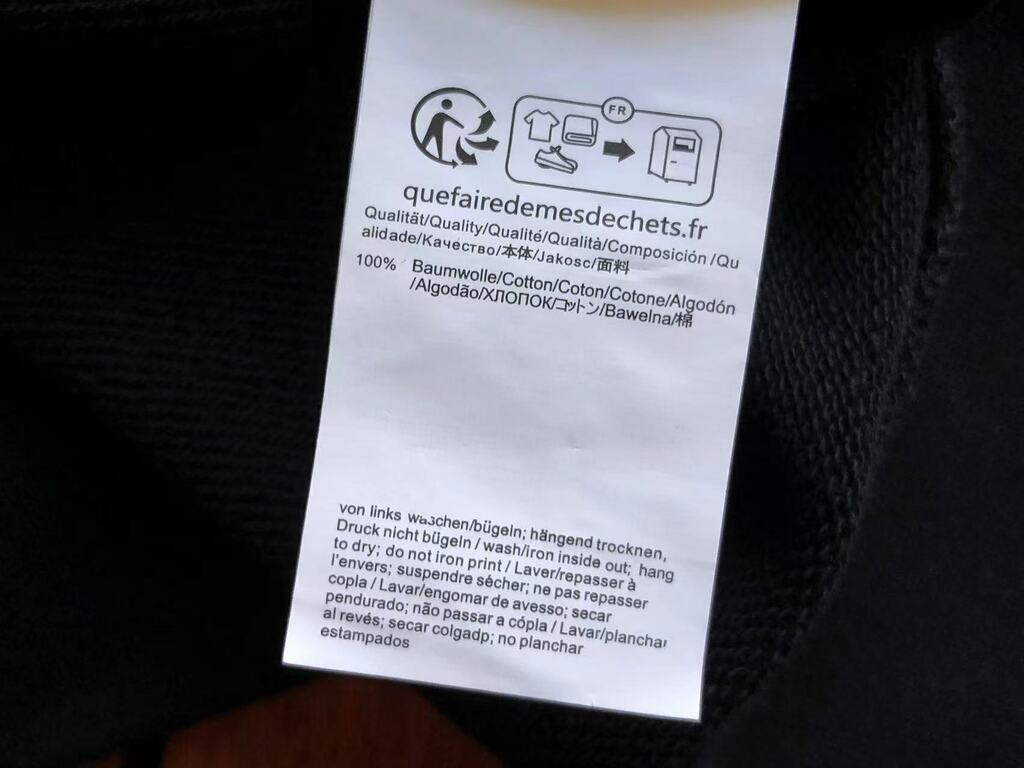 FR
quefairedemesdechets.fr
Qualität/Quality/Qualité/Qualità/Composición/Qu
alidade/Качество/本体/Jakosc/面料
100% Baumwolle/Cotton/Coton/Cotone/Algodón
/Algodão/ХЛОПОК/コットン/Bawelna/棉
von links waschen/bügeln; hängend trocknen,
Druck nicht bügeln / wash/iron inside out; hang
to dry; do not iron print / Laver/repasser à
l'envers; suspendre sécher; ne pas repasser
copla / Lavar/engomar de avesso; secar
pendurado; não passar a cópla / Lavar/planchar
al revés; secar colgadp; no planchar
estampados